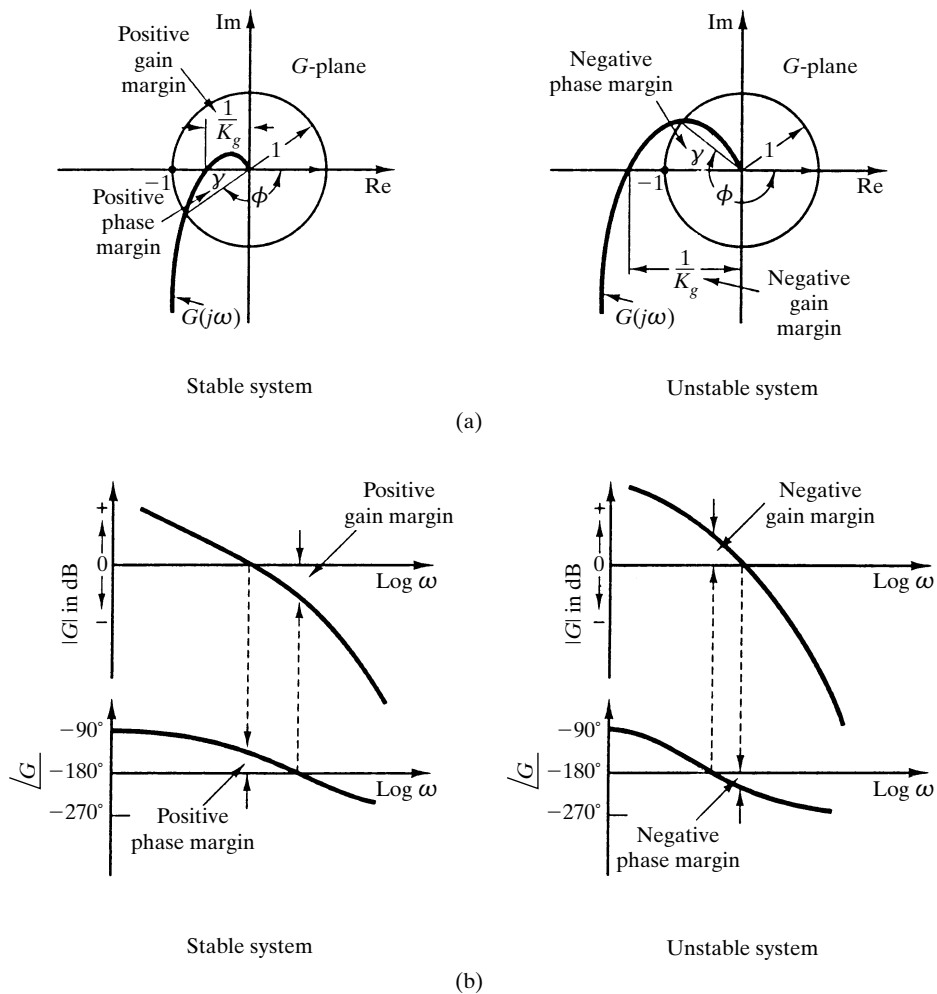 Im
Positive
gain
margin
G-plane
1
K_g
1
−1
γ
φ
Re
Positive
phase
margin
G(jω)
Stable system
Im
Negative
phase margin
G-plane
1
γ
−1
φ
Re
1
K_g
Negative
gain
margin
G(jω)
Unstable system
(a)
Positive
gain margin
+
0
−
|G| in dB
Log ω
−90°
−180°
−270°
∠G
Log ω
Positive
phase margin
Stable system
Negative
gain margin
+
0
−
|G| in dB
Log ω
−90°
−180°
−270°
∠G
Log ω
Negative
phase margin
Unstable system
(b)